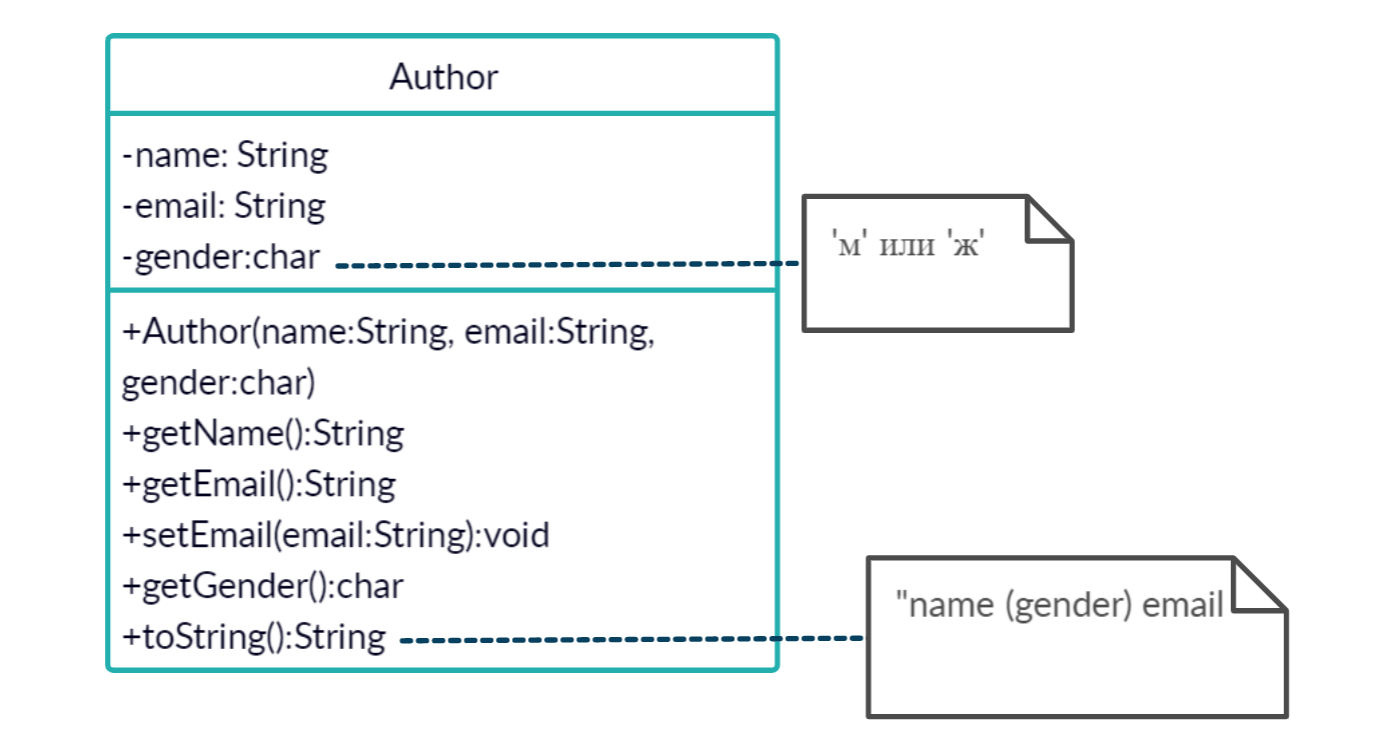 Author
-name: String
-email: String
-gender:char
'м' или 'ж'
+Author(name:String, email:String,
gender:char)
+getName():String
+getEmail():String
+setEmail(email:String):void
+getGender():char
+toString():String
"name (gender) email